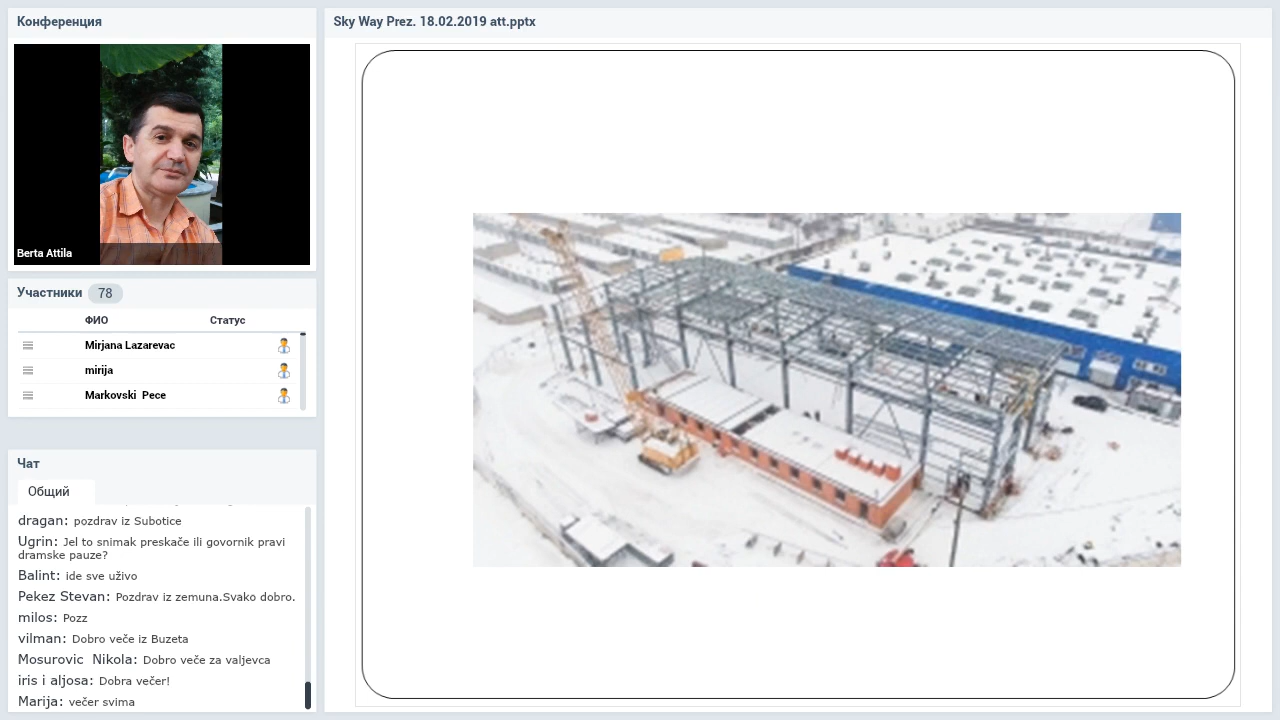 Конференция
Berta Attila
Участники 78
ФИО Статус
Mirjana Lazarevac
mirija
Markovski Pece
Чат
Общий
dragan: pozdrav iz Subotice
Ugrin: Jel to snimak preskače ili govornik pravi
dramske pauze?
Balint: ide sve uživo
Pekez Stevan: Pozdrav iz zemuna.Svako dobro.
milos: Pozz
vilman: Dobro veče iz Buzeta
Mosurovic Nikola: Dobro veče za valjevca
iris i aljosa: Dobra večer!
Marija: večer svima
Sky Way Prez. 18.02.2019 att.pptx